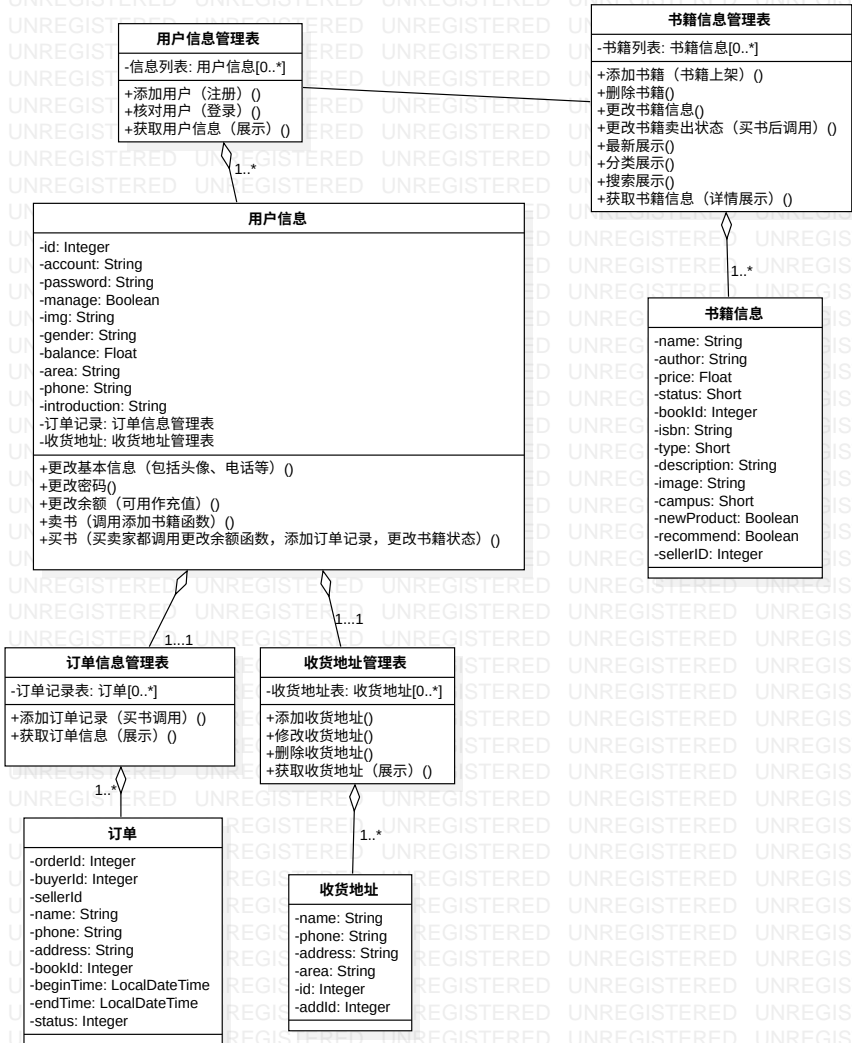 用户信息管理表
-信息列表: 用户信息[0..*]
+添加用户（注册）()
+核对用户（登录）()
+获取用户信息（展示）()
书籍信息管理表
-书籍列表: 书籍信息[0..*]
+添加书籍（书籍上架）()
+删除书籍()
+更改书籍信息()
+更改书籍卖出状态（买书后调用）()
+最新展示()
+分类展示()
+搜索展示()
+获取书籍信息（详情展示）()
1..*
用户信息
-id: Integer
-account: String
-password: String
-manage: Boolean
-img: String
-gender: String
-balance: Float
-area: String
-phone: String
-introduction: String
-订单记录: 订单信息管理表
-收货地址: 收货地址管理表
+更改基本信息（包括头像、电话等）()
+更改密码()
+更改余额（可用作充值）()
+卖书（调用添加书籍函数）()
+买书（买卖家都调用更改余额函数，添加订单记录，更改书籍状态）()
1..*
书籍信息
-name: String
-author: String
-price: Float
-status: Short
-bookId: Integer
-isbn: String
-type: Short
-description: String
-image: String
-campus: Short
-newProduct: Boolean
-recommend: Boolean
-sellerID: Integer
1...1
1...1
订单信息管理表
-订单记录表: 订单[0..*]
+添加订单记录（买书调用）()
+获取订单信息（展示）()
收货地址管理表
-收货地址表: 收货地址[0..*]
+添加收货地址()
+修改收货地址()
+删除收货地址()
+获取收货地址（展示）()
1..*
订单
-orderId: Integer
-buyerId: Integer
-sellerId
-name: String
-phone: String
-address: String
-bookId: Integer
-beginTime: LocalDateTime
-endTime: LocalDateTime
-status: Integer
1..*
收货地址
-name: String
-phone: String
-address: String
-area: String
-id: Integer
-addId: Integer
UNREGISTERED